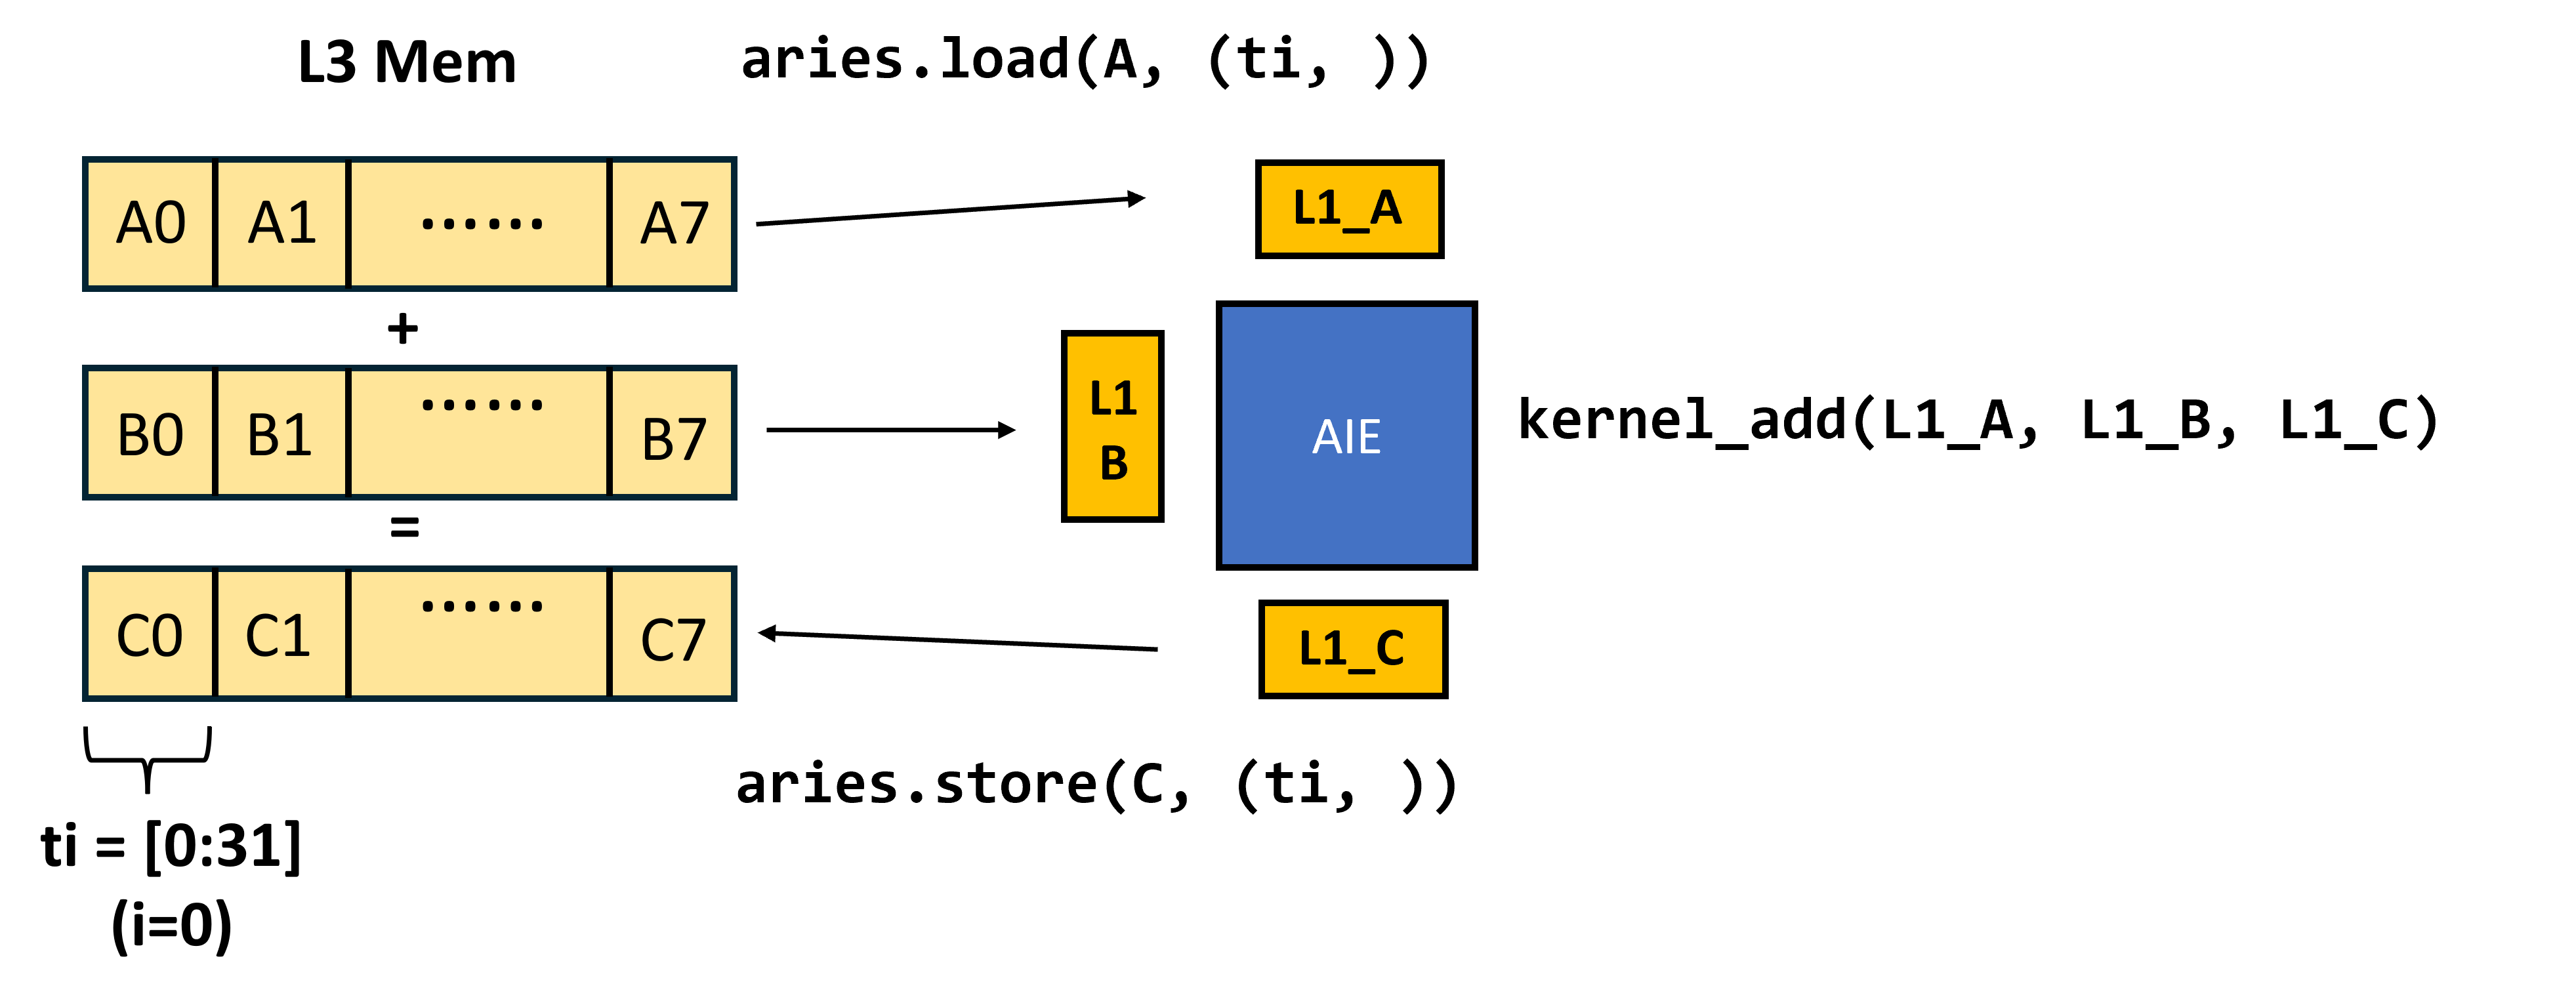 L3 Mem
aries.load(A, (ti, ))
A0 A1 ...... A7
L1_A
+
B0 B1 ...... B7
L1
B
AIE
kernel_add(L1_A, L1_B, L1_C)
=
C0 C1 ...... C7
L1_C
aries.store(C, (ti, ))
ti = [0:31]
(i=0)